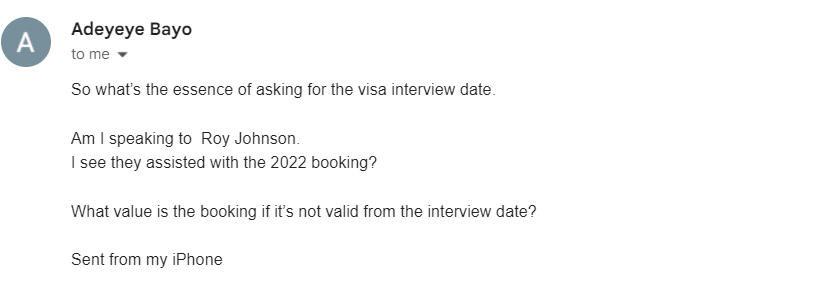 A
Adeyeye Bayo
to me
So what's the essence of asking for the visa interview date.
Am I speaking to  Roy Johnson.
I see they assisted with the 2022 booking?
What value is the booking if it's not valid from the interview date?
Sent from my iPhone